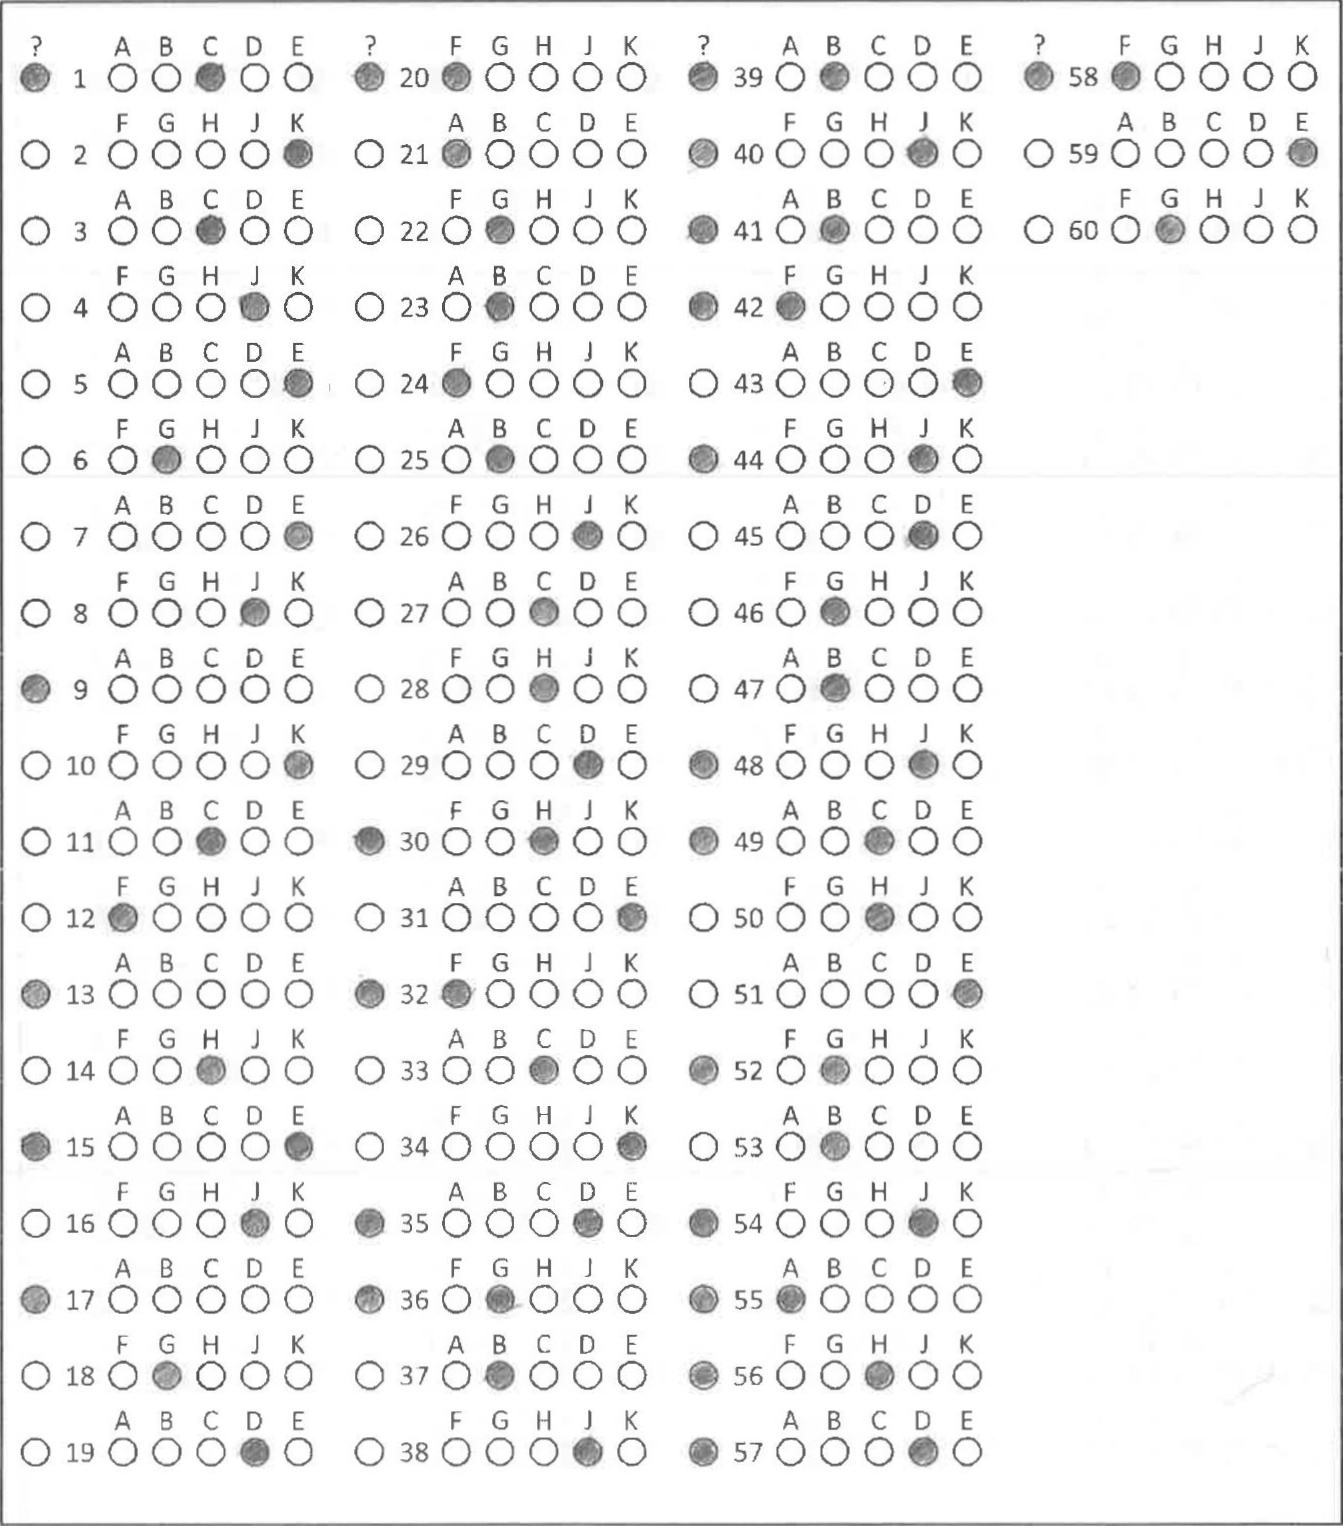 ? A B C D E ? F G H J K ? A B C D E ? F G H J K
1 20 39 58
F G H J K A B C D E F G H J K A B C D E
2 21 40 59
A B C D E F G H J K A B C D E F G H J K
3 22 41 60
F G H J K A B C D E F G H J K
4 23 42
A B C D E F G H J K A B C D E
5 24 43
F G H J K A B C D E F G H J K
6 25 44
A B C D E F G H J K A B C D E
7 26 45
F G H J K A B C D E F G H J K
8 27 46
A B C D E F G H J K A B C D E
9 28 47
F G H J K A B C D E F G H J K
10 29 48
A B C D E F G H J K A B C D E
11 30 49
F G H J K A B C D E F G H J K
12 31 50
A B C D E F G H J K A B C D E
13 32 51
F G H J K A B C D E F G H J K
14 33 52
A B C D E F G H J K A B C D E
15 34 53
F G H J K A B C D E F G H J K
16 35 54
A B C D E F G H J K A B C D E
17 36 55
F G H J K A B C D E F G H J K
18 37 56
A B C D E F G H J K A B C D E
19 38 57